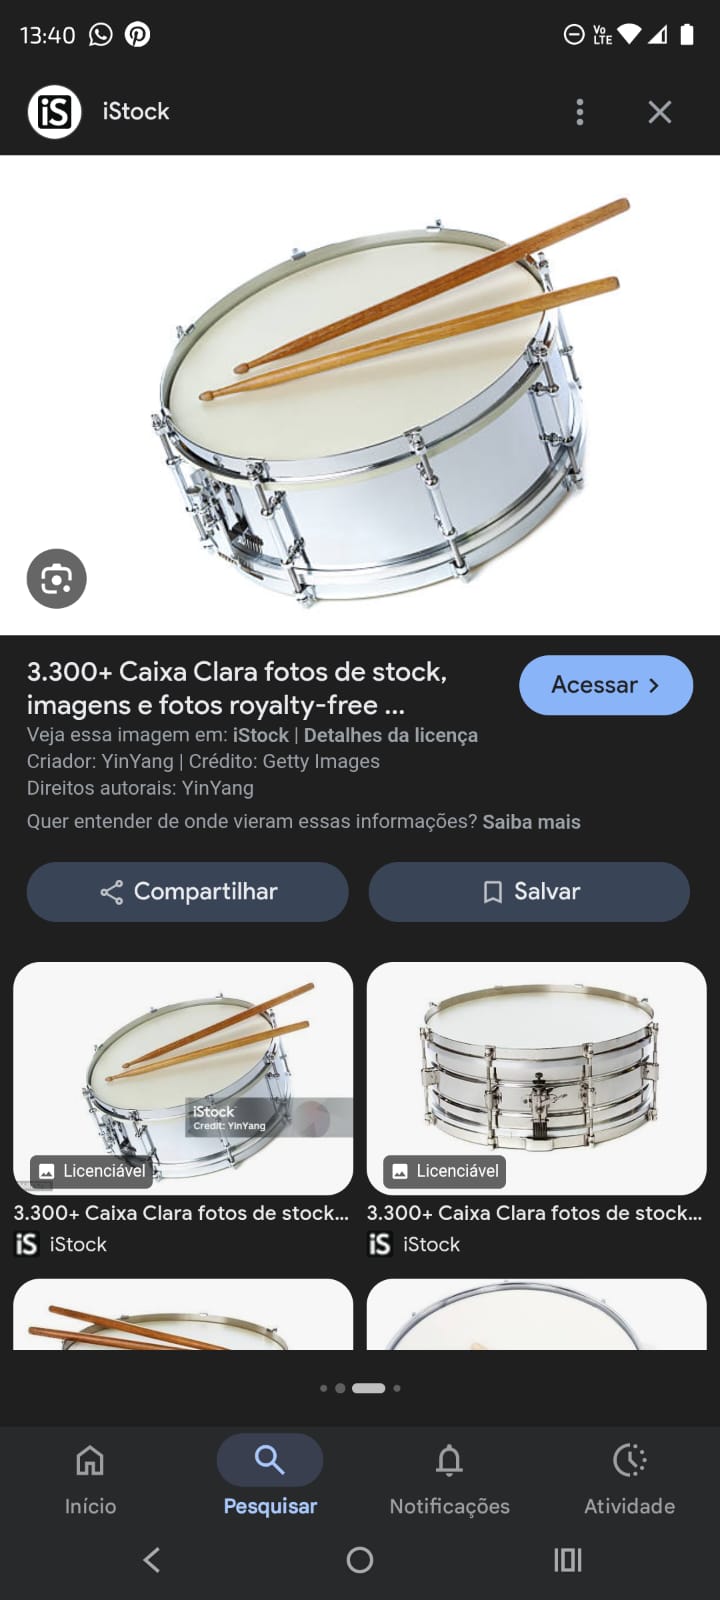 13:40
Vo
LTE
iS
iStock
3.300+ Caixa Clara fotos de stock,
imagens e fotos royalty-free ...
Acessar
Veja essa imagem em: iStock | Detalhes da licença
Criador: YinYang | Crédito: Getty Images
Direitos autorais: YinYang
Quer entender de onde vieram essas informações? Saiba mais
Compartilhar
Salvar
iStock
Credit: YinYang
Licenciável
Licenciável
3.300+ Caixa Clara fotos de stock...
3.300+ Caixa Clara fotos de stock...
iS iStock
iS iStock
Início
Pesquisar
Notificações
Atividade